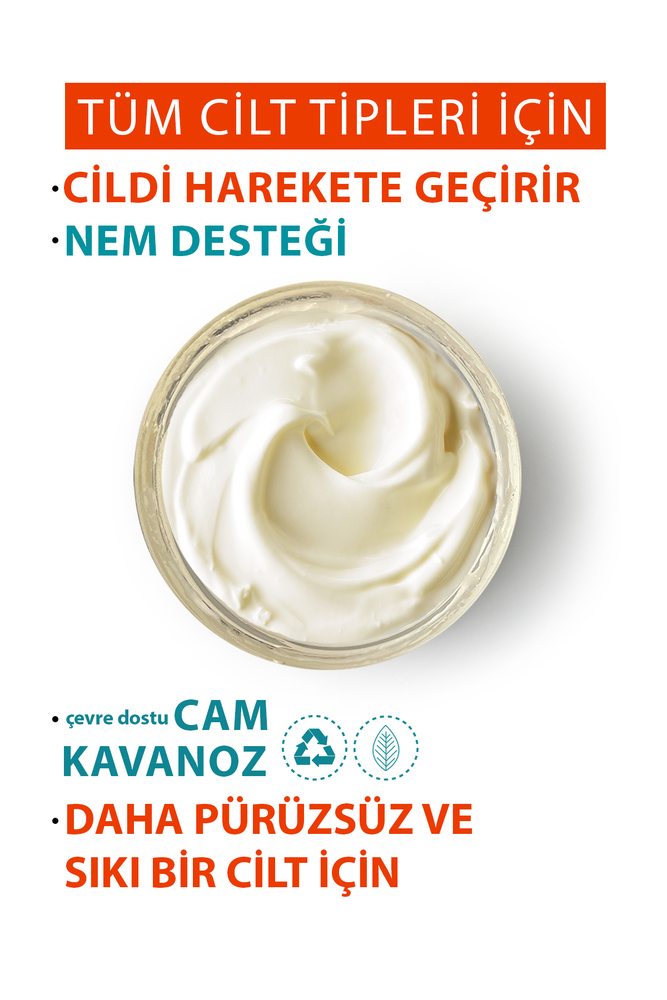 TÜM CİLT TİPLERİ İÇİN
·CİLDİ HAREKETE GEÇİRİR
·NEM DESTEĞİ
·çevre dostu CAM
KAVANOZ
·DAHA PÜRÜZSÜZ VE
SIKI BİR CİLT İÇİN